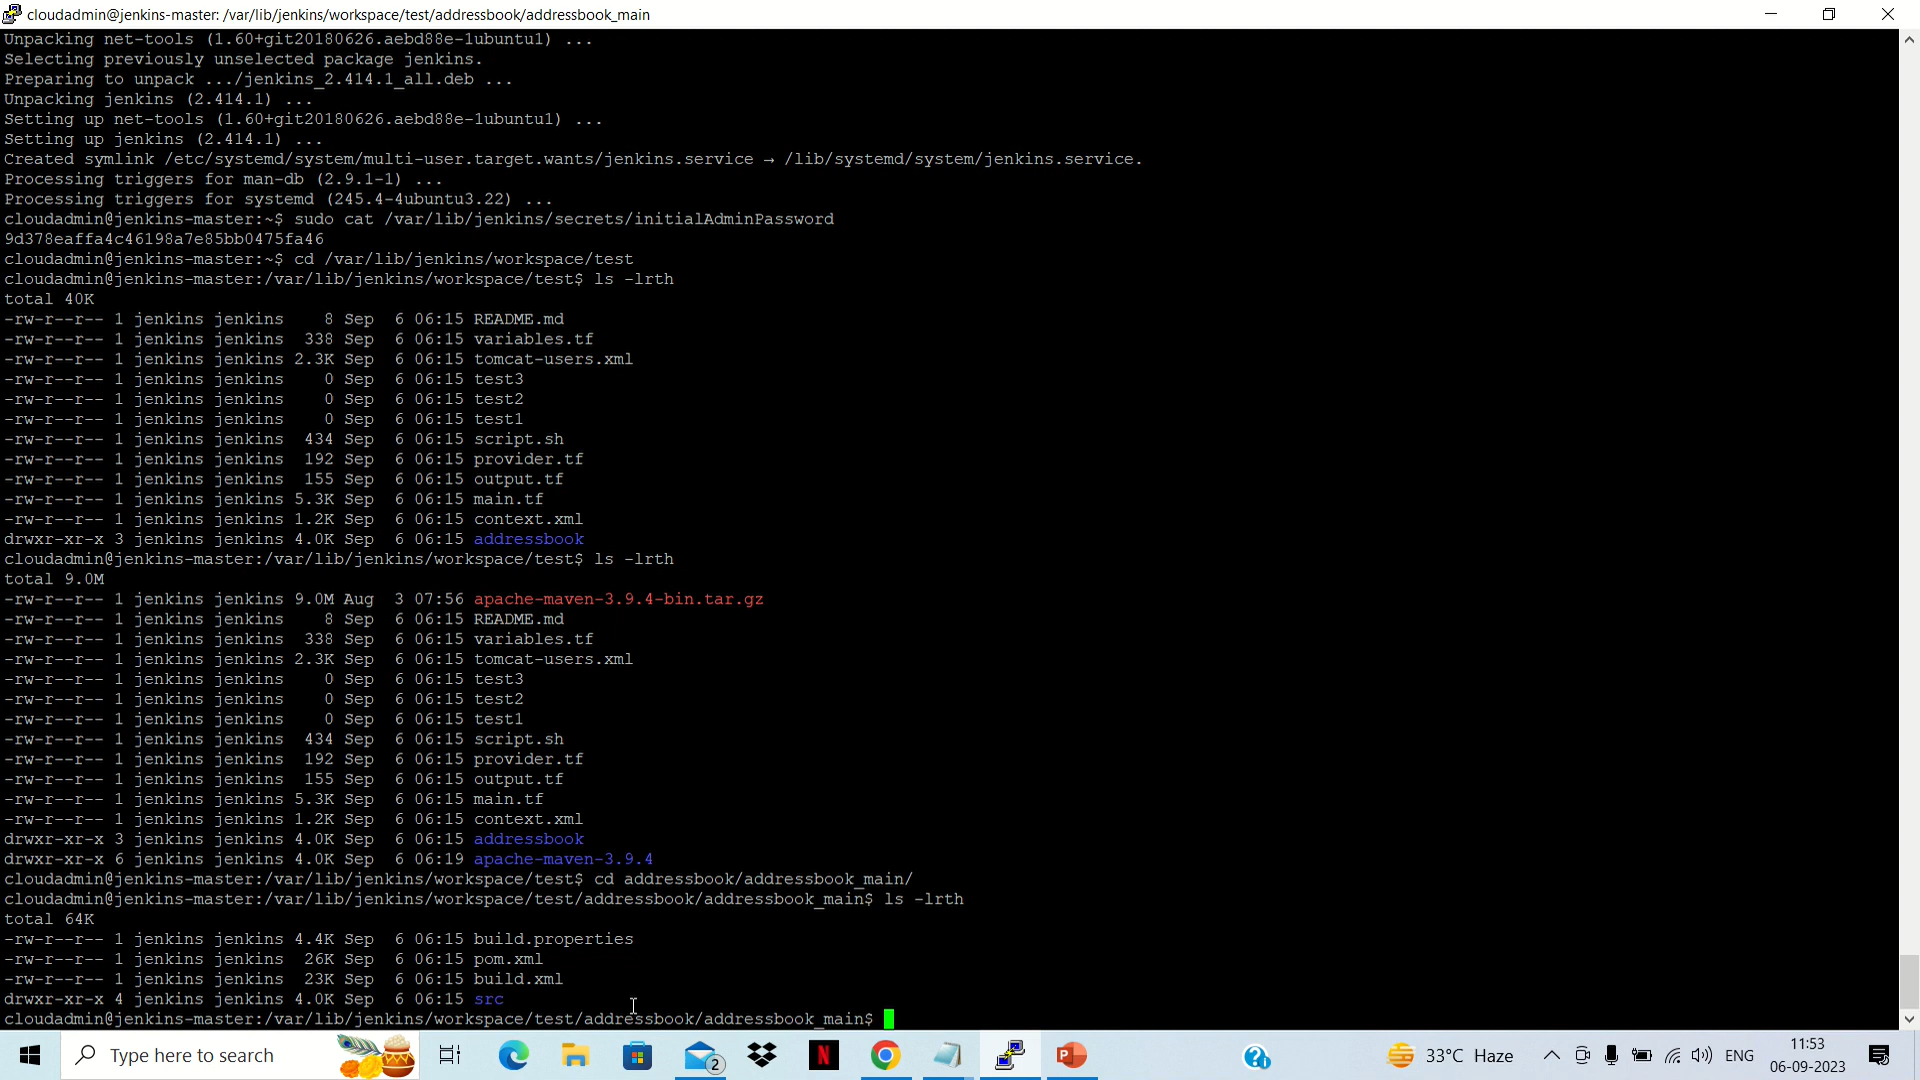 cloudadmin@jenkins-master: /var/lib/jenkins/workspace/test/addressbook/addressbook_main
Unpacking net-tools (1.60+git20180626.aebd88e-1ubuntu1) ...
Selecting previously unselected package jenkins.
Preparing to unpack .../jenkins_2.414.1_all.deb ...
Unpacking jenkins (2.414.1) ...
Setting up net-tools (1.60+git20180626.aebd88e-1ubuntu1) ...
Setting up jenkins (2.414.1) ...
Created symlink /etc/systemd/system/multi-user.target.wants/jenkins.service → /lib/systemd/system/jenkins.service.
Processing triggers for man-db (2.9.1-1) ...
Processing triggers for systemd (245.4-4ubuntu3.22) ...
cloudadmin@jenkins-master:~$ sudo cat /var/lib/jenkins/secrets/initialAdminPassword
9d378eaffa4c46198a7e85bb0475fa46
cloudadmin@jenkins-master:~$ cd /var/lib/jenkins/workspace/test
cloudadmin@jenkins-master:/var/lib/jenkins/workspace/test$ ls -lrth
total 40K
-rw-r--r-- 1 jenkins jenkins    8 Sep  6 06:15 README.md
-rw-r--r-- 1 jenkins jenkins  338 Sep  6 06:15 variables.tf
-rw-r--r-- 1 jenkins jenkins 2.3K Sep  6 06:15 tomcat-users.xml
-rw-r--r-- 1 jenkins jenkins    0 Sep  6 06:15 test3
-rw-r--r-- 1 jenkins jenkins    0 Sep  6 06:15 test2
-rw-r--r-- 1 jenkins jenkins    0 Sep  6 06:15 test1
-rw-r--r-- 1 jenkins jenkins  434 Sep  6 06:15 script.sh
-rw-r--r-- 1 jenkins jenkins  192 Sep  6 06:15 provider.tf
-rw-r--r-- 1 jenkins jenkins  155 Sep  6 06:15 output.tf
-rw-r--r-- 1 jenkins jenkins 5.3K Sep  6 06:15 main.tf
-rw-r--r-- 1 jenkins jenkins 1.2K Sep  6 06:15 context.xml
drwxr-xr-x 3 jenkins jenkins 4.0K Sep  6 06:15 addressbook
cloudadmin@jenkins-master:/var/lib/jenkins/workspace/test$ ls -lrth
total 9.0M
-rw-r--r-- 1 jenkins jenkins 9.0M Aug  3 07:56 apache-maven-3.9.4-bin.tar.gz
-rw-r--r-- 1 jenkins jenkins    8 Sep  6 06:15 README.md
-rw-r--r-- 1 jenkins jenkins  338 Sep  6 06:15 variables.tf
-rw-r--r-- 1 jenkins jenkins 2.3K Sep  6 06:15 tomcat-users.xml
-rw-r--r-- 1 jenkins jenkins    0 Sep  6 06:15 test3
-rw-r--r-- 1 jenkins jenkins    0 Sep  6 06:15 test2
-rw-r--r-- 1 jenkins jenkins    0 Sep  6 06:15 test1
-rw-r--r-- 1 jenkins jenkins  434 Sep  6 06:15 script.sh
-rw-r--r-- 1 jenkins jenkins  192 Sep  6 06:15 provider.tf
-rw-r--r-- 1 jenkins jenkins  155 Sep  6 06:15 output.tf
-rw-r--r-- 1 jenkins jenkins 5.3K Sep  6 06:15 main.tf
-rw-r--r-- 1 jenkins jenkins 1.2K Sep  6 06:15 context.xml
drwxr-xr-x 3 jenkins jenkins 4.0K Sep  6 06:15 addressbook
drwxr-xr-x 6 jenkins jenkins 4.0K Sep  6 06:19 apache-maven-3.9.4
cloudadmin@jenkins-master:/var/lib/jenkins/workspace/test$ cd addressbook/addressbook_main/
cloudadmin@jenkins-master:/var/lib/jenkins/workspace/test/addressbook/addressbook_main$ ls -lrth
total 64K
-rw-r--r-- 1 jenkins jenkins 4.4K Sep  6 06:15 build.properties
-rw-r--r-- 1 jenkins jenkins  26K Sep  6 06:15 pom.xml
-rw-r--r-- 1 jenkins jenkins  23K Sep  6 06:15 build.xml
drwxr-xr-x 4 jenkins jenkins 4.0K Sep  6 06:15 src
cloudadmin@jenkins-master:/var/lib/jenkins/workspace/test/addressbook/addressbook_main$
Type here to search
2
N
P
33°C Haze
ENG
11:53
06-09-2023